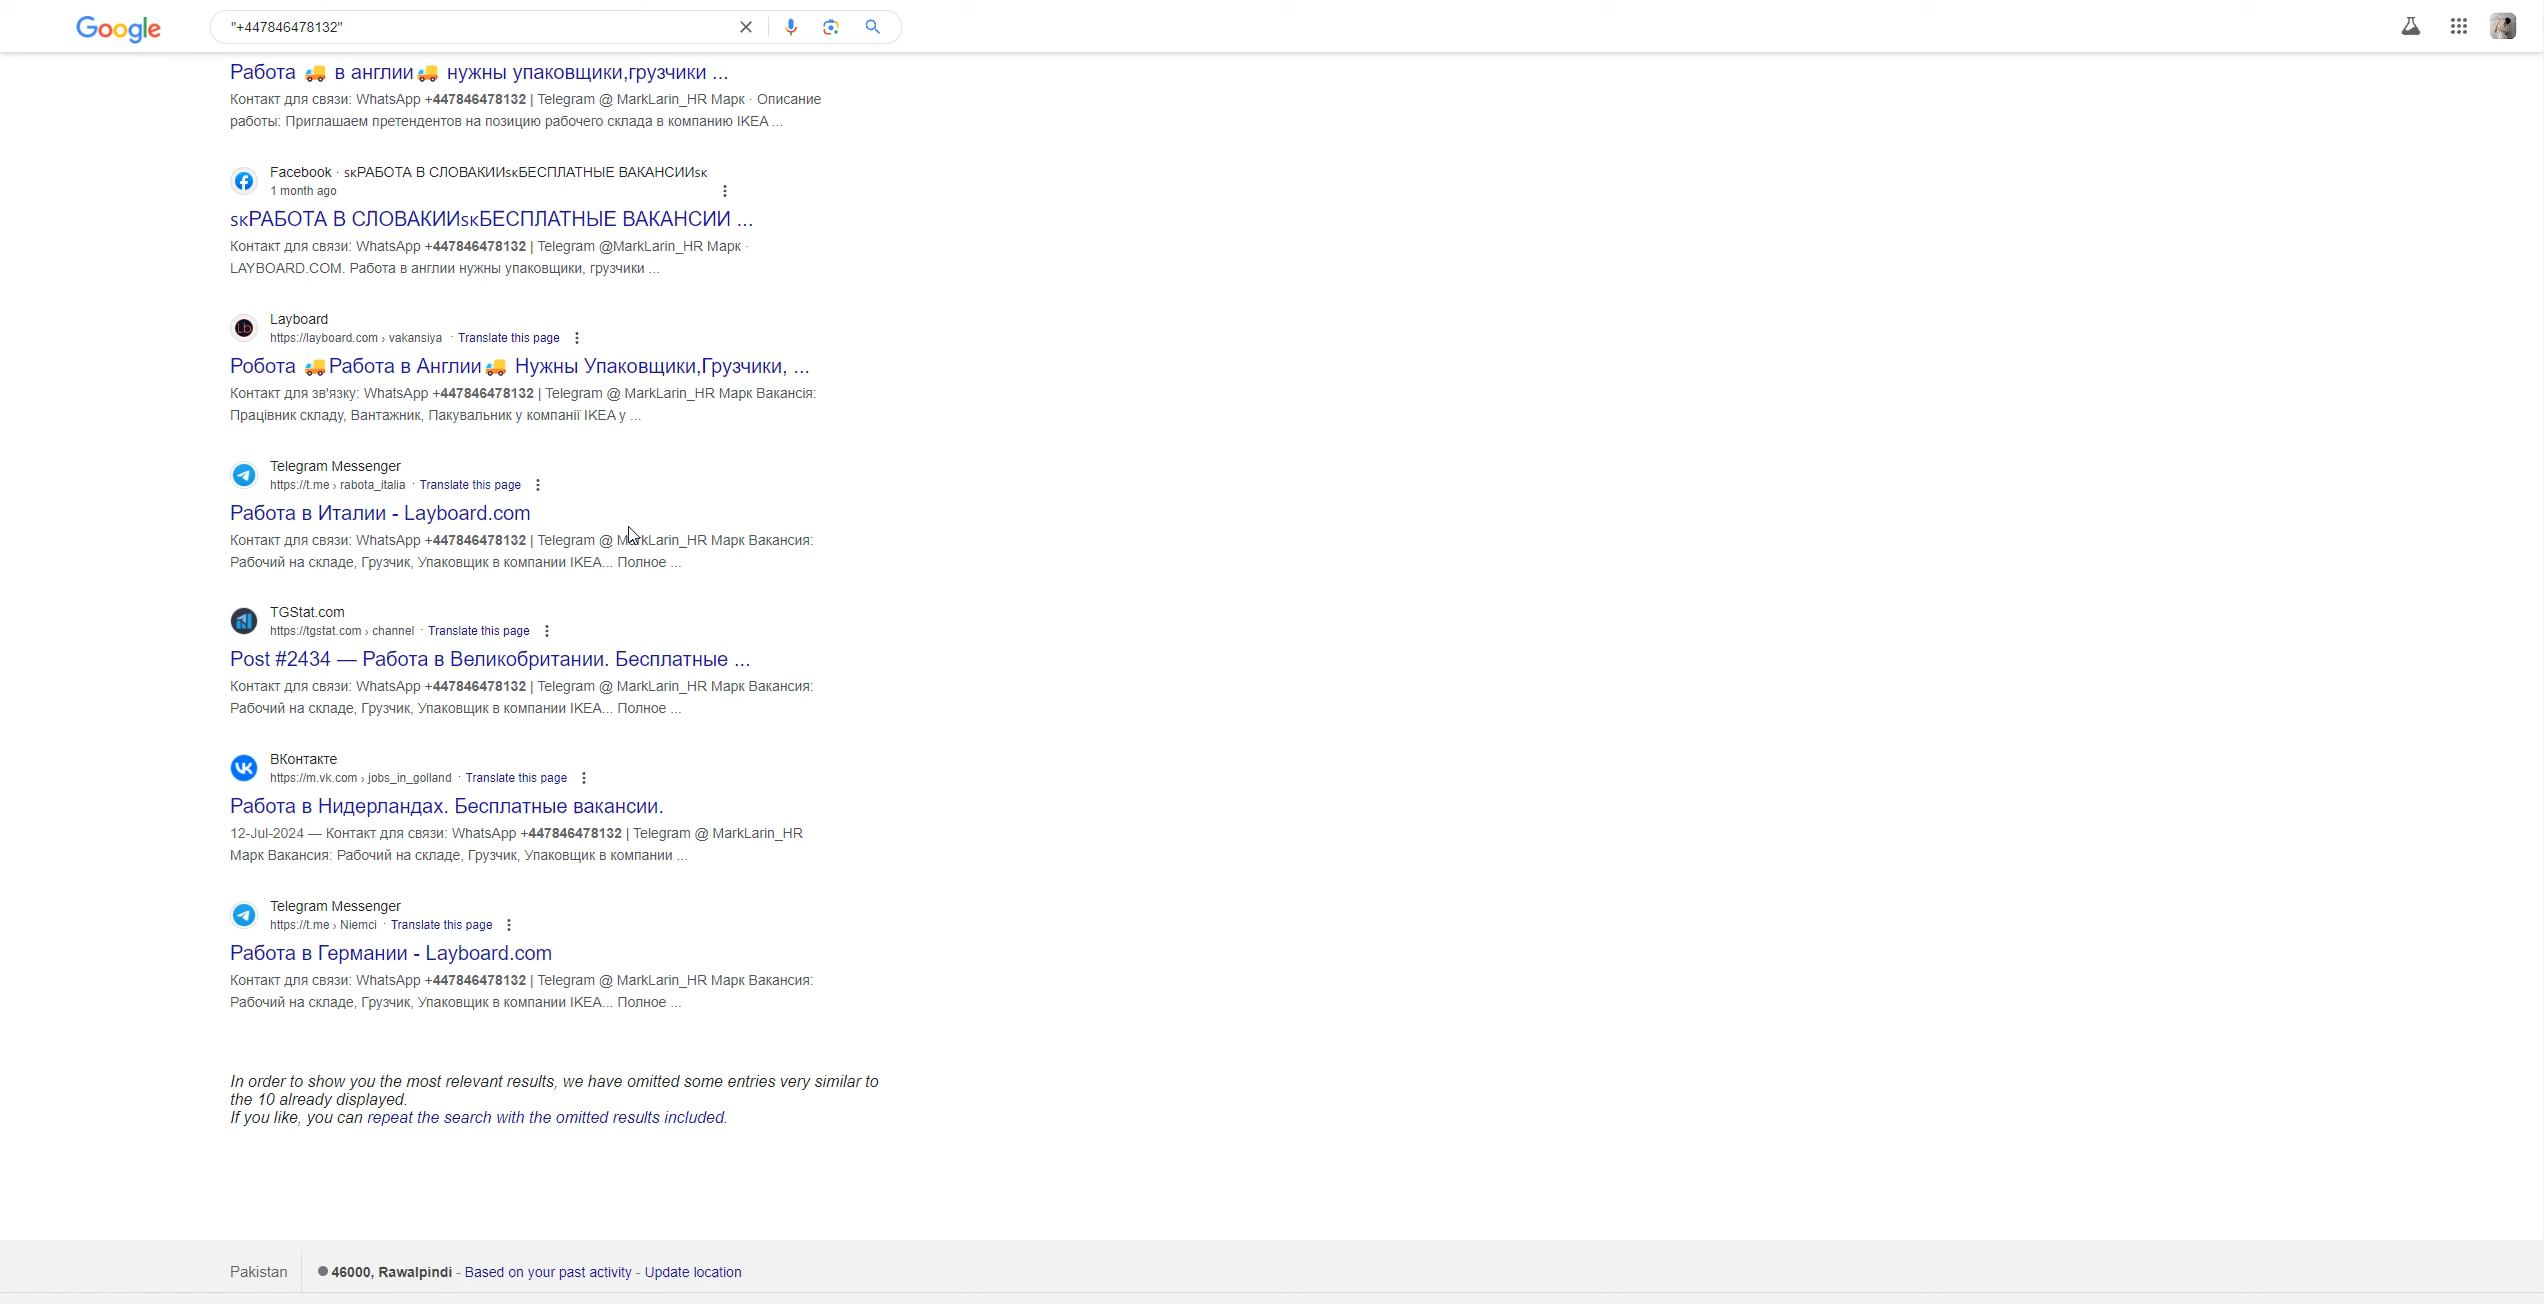 Google
"+447846478132"
Работа 🚚 в англии🚚 нужны упаковщики,грузчики ...
Контакт для связи: WhatsApp +447846478132 | Telegram @ MarkLarin_HR Марк · Описание
работы: Приглашаем претендентов на позицию рабочего склада в компанию IKEA ...
Facebook · sкРАБОТА В СЛОВАКИИsкБЕСПЛАТНЫЕ ВАКАНСИИsк
1 month ago
sкРАБОТА В СЛОВАКИИsкБЕСПЛАТНЫЕ ВАКАНСИИ ...
Контакт для связи: WhatsApp +447846478132 | Telegram @MarkLarin_HR Марк ·
LAYBOARD.COM. Работа в англии нужны упаковщики, грузчики ...
Lb
Layboard
https://layboard.com › vakansiya · Translate this page
Робота 🚚Работа в Англии🚚 Нужны Упаковщики,Грузчики, ...
Контакт для зв'язку: WhatsApp +447846478132 | Telegram @ MarkLarin_HR Марк Вакансія:
Працівник складу, Вантажник, Пакувальник у компанії IKEA у ...
Telegram Messenger
https://t.me › rabota_italia · Translate this page
Работа в Италии - Layboard.com
Контакт для связи: WhatsApp +447846478132 | Telegram @ MarkLarin_HR Марк Вакансия:
Рабочий на складе, Грузчик, Упаковщик в компании IKEA... Полное ...
TGStat.com
https://tgstat.com › channel · Translate this page
Post #2434 — Работа в Великобритании. Бесплатные ...
Контакт для связи: WhatsApp +447846478132 | Telegram @ MarkLarin_HR Марк Вакансия:
Рабочий на складе, Грузчик, Упаковщик в компании IKEA... Полное ...
ВКонтакте
https://m.vk.com › jobs_in_golland · Translate this page
Работа в Нидерландах. Бесплатные вакансии.
12-Jul-2024 — Контакт для связи: WhatsApp +447846478132 | Telegram @ MarkLarin_HR
Марк Вакансия: Рабочий на складе, Грузчик, Упаковщик в компании ...
Telegram Messenger
https://t.me › Niemci · Translate this page
Работа в Германии - Layboard.com
Контакт для связи: WhatsApp +447846478132 | Telegram @ MarkLarin_HR Марк Вакансия:
Рабочий на складе, Грузчик, Упаковщик в компании IKEA... Полное ...
In order to show you the most relevant results, we have omitted some entries very similar to
the 10 already displayed.
If you like, you can repeat the search with the omitted results included.
Pakistan
46000, Rawalpindi - Based on your past activity - Update location